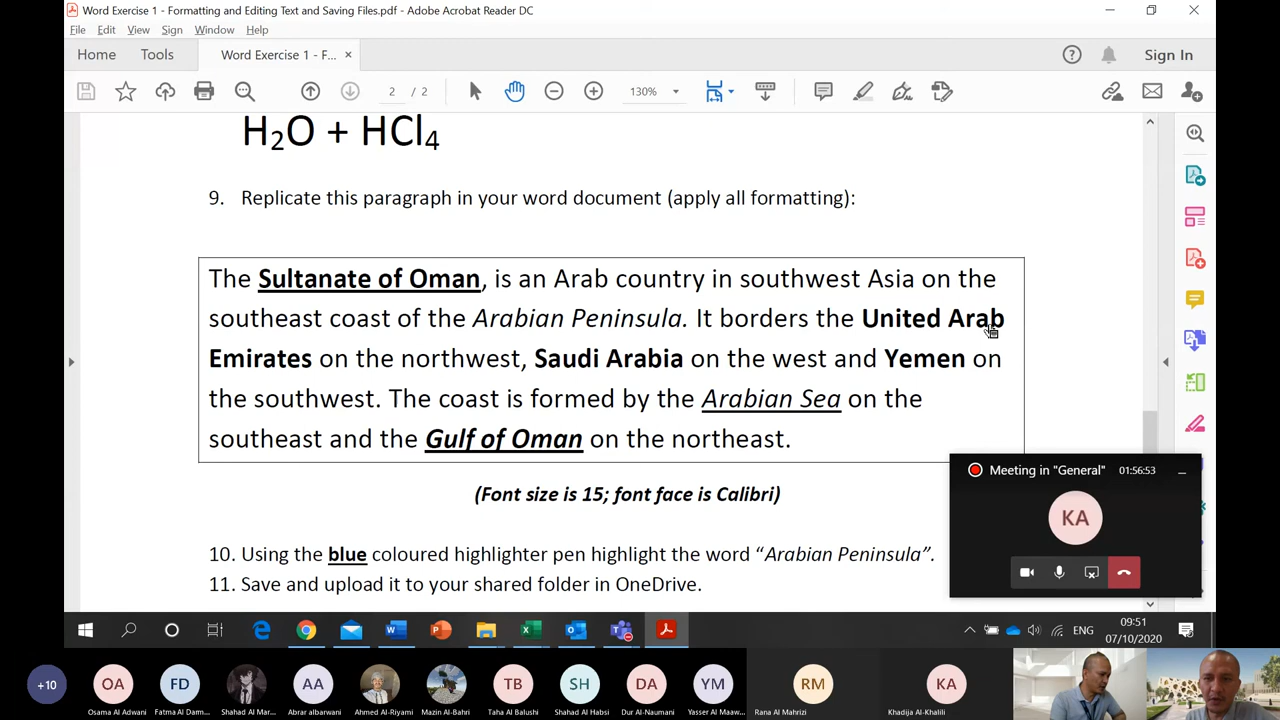 Word Exercise 1 - Formatting and Editing Text and Saving Files.pdf - Adobe Acrobat Reader DC
File Edit View Sign Window Help
Home Tools Word Exercise 1 - F... × Sign In
2 / 2 130%
H₂O + HCl₄
9. Replicate this paragraph in your word document (apply all formatting):
The Sultanate of Oman, is an Arab country in southwest Asia on the
southeast coast of the Arabian Peninsula. It borders the United Arab
Emirates on the northwest, Saudi Arabia on the west and Yemen on
the southwest. The coast is formed by the Arabian Sea on the
southeast and the Gulf of Oman on the northeast.
(Font size is 15; font face is Calibri)
10. Using the blue coloured highlighter pen highlight the word “Arabian Peninsula”.
11. Save and upload it to your shared folder in OneDrive.
Meeting in "General" 01:56:53
KA
ENG
09:51
07/10/2020
+10 OA FD AA TB SH DA YM RM KA
Osama Al Adwani Fatma Al Darm... Shahad Al Mar... Abrar albarwani Ahmed Al-Riyami Mazin Al-Bahri Taha Al Balushi Shahad Al Habsi Dur Al-Naumani Yasser Al Maaw... Rana Al Mahrizi Khadija Al-Khalili